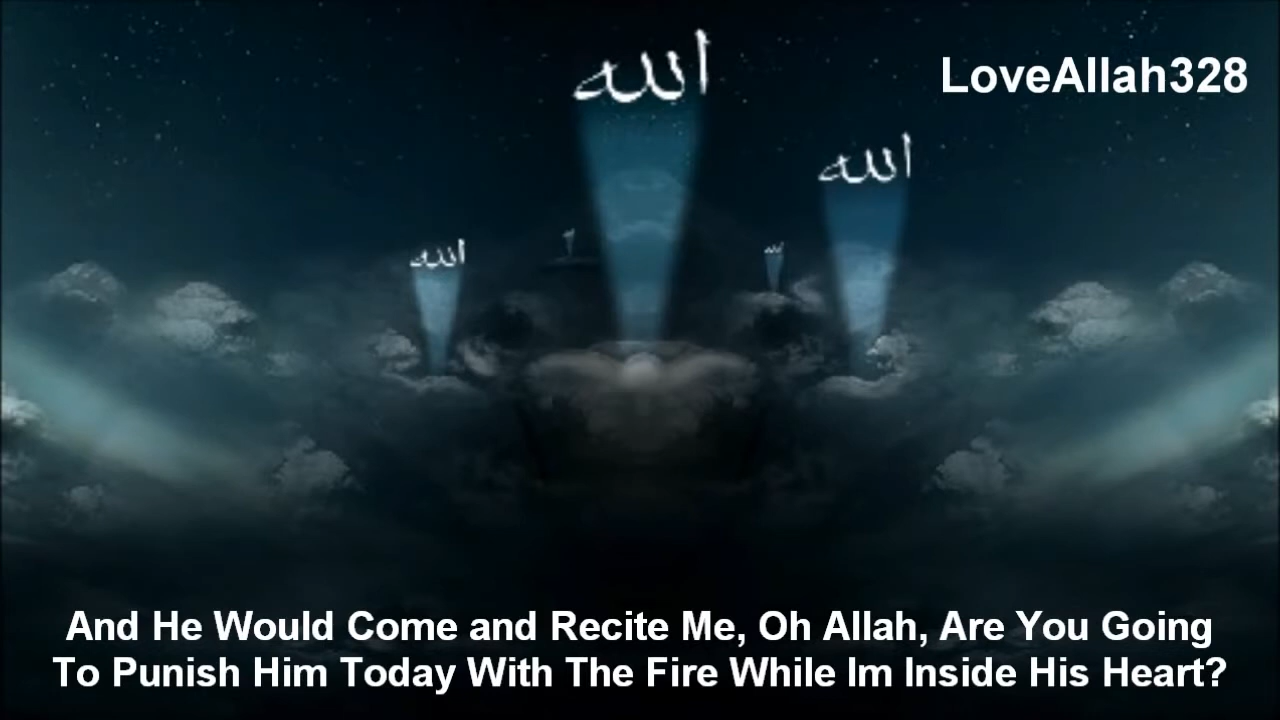 الله
LoveAllah328
الله
الله
And He Would Come and Recite Me, Oh Allah, Are You Going
To Punish Him Today With The Fire While Im Inside His Heart?